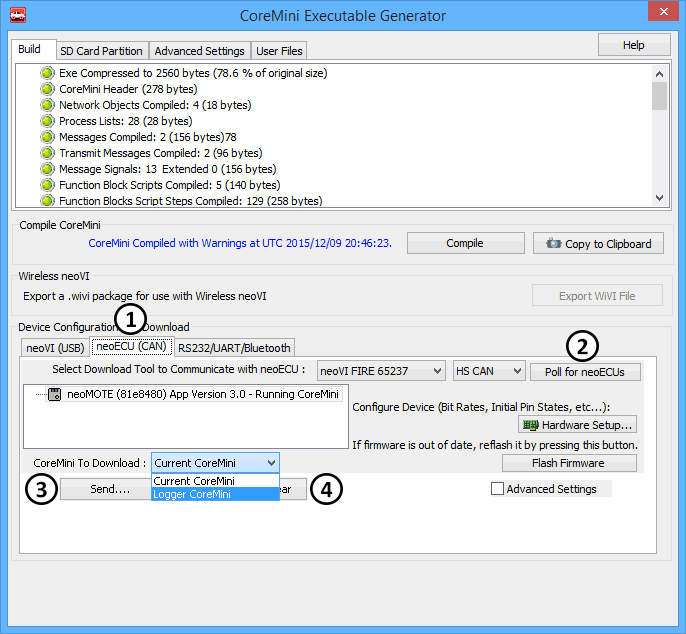 CoreMini Executable Generator
Build
SD Card Partition
Advanced Settings
User Files
Help
Exe Compressed to 2560 bytes (78.6 % of original size)
CoreMini Header (278 bytes)
Network Objects Compiled: 4 (18 bytes)
Process Lists: 28 (28 bytes)
Messages Compiled: 2 (156 bytes)78
Transmit Messages Compiled: 2 (96 bytes)
Message Signals: 13 Extended 0 (156 bytes)
Function Block Scripts Compiled: 5 (140 bytes)
Function Blocks Script Steps Compiled: 129 (258 bytes)
Compile CoreMini
CoreMini Compiled with Warnings at UTC 2015/12/09 20:46:23.
Compile
Copy to Clipboard
Wireless neoVI
Export a .wivi package for use with Wireless neoVI
Export WiVI File
1
Device Configuration Download
neoVI (USB)
neoECU (CAN)
RS232/UART/Bluetooth
2
Select Download Tool to Communicate with neoECU :
neoVI FIRE 65237
HS CAN
Poll for neoECUs
neoMOTE (81e8480) App Version 3.0 - Running CoreMini
Configure Device (Bit Rates, Initial Pin States, etc...):
Hardware Setup...
If firmware is out of date, reflash it by pressing this button.
CoreMini To Download :
Current CoreMini
Flash Firmware
Current CoreMini
Logger CoreMini
3
Send....
ear
4
Advanced Settings